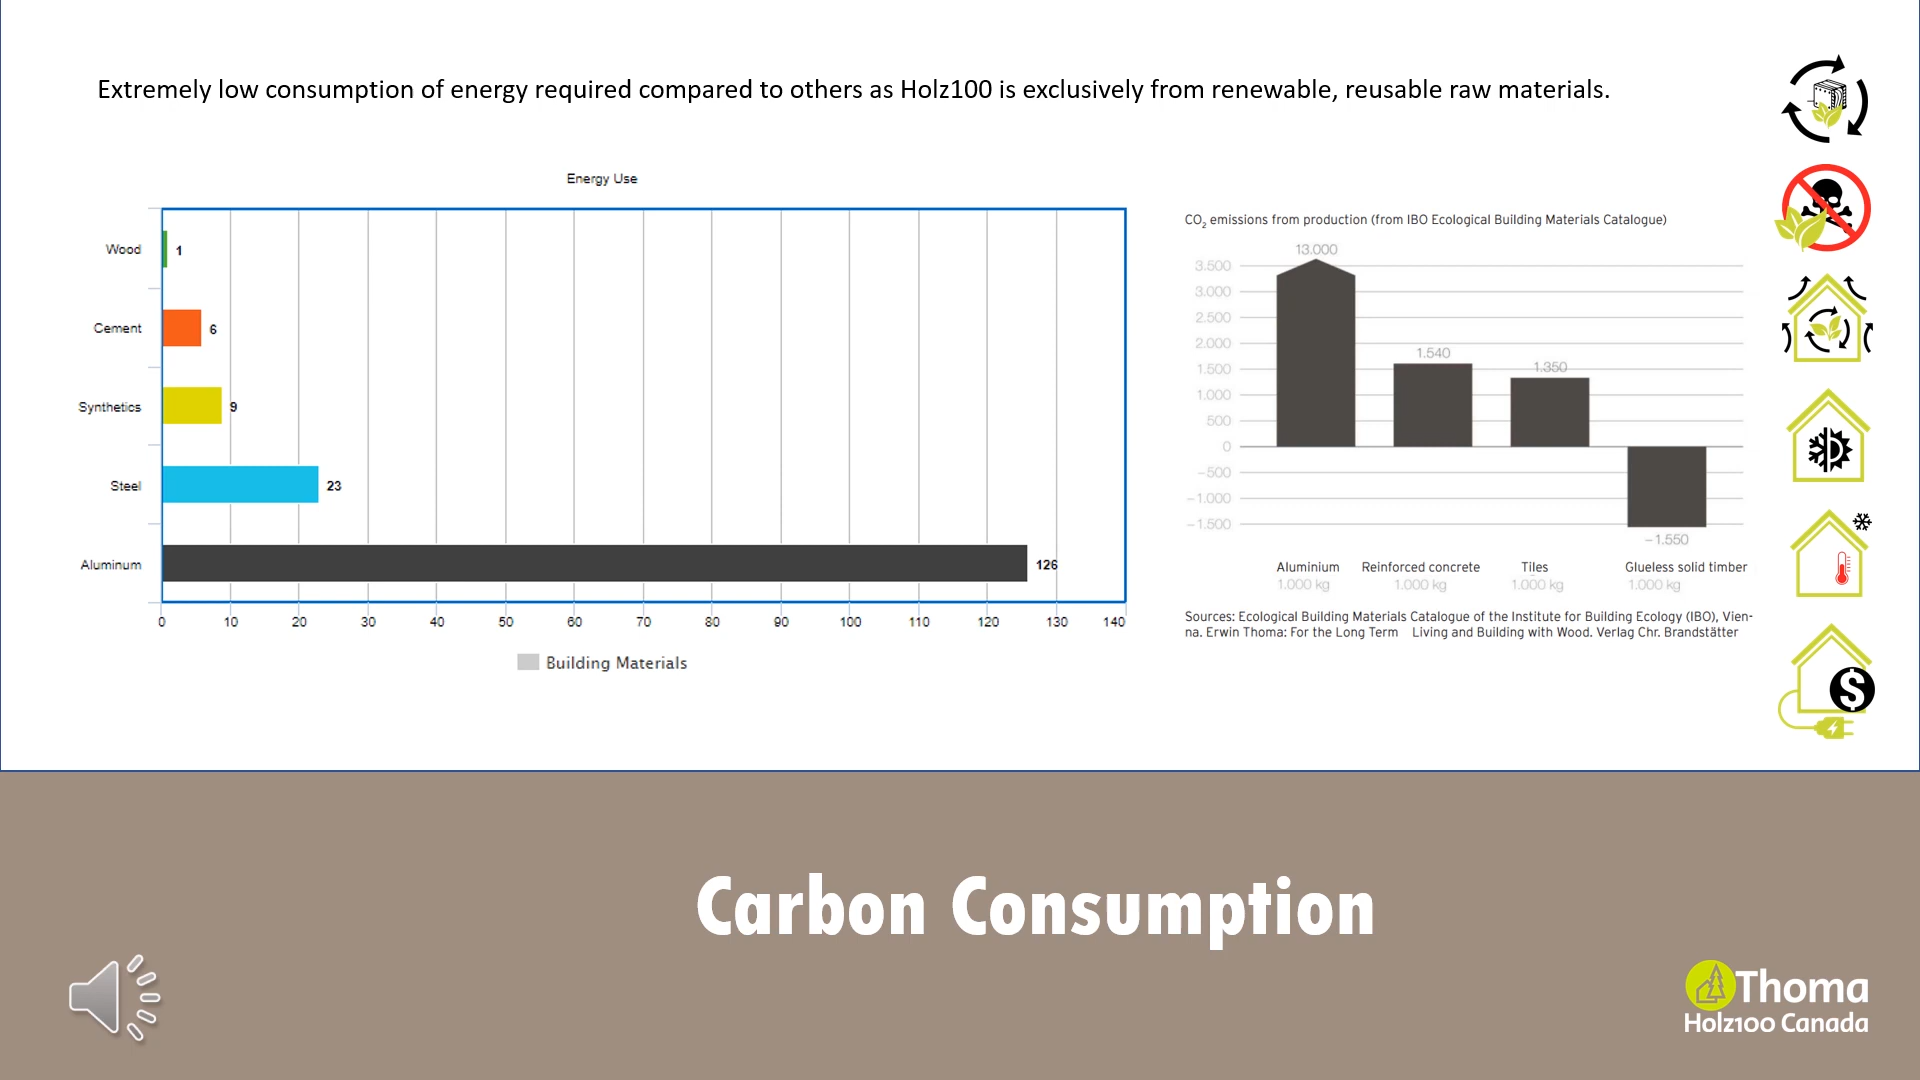 Extremely low consumption of energy required compared to others as Holz100 is exclusively from renewable, reusable raw materials.
Energy Use
Wood 1
Cement 6
Synthetics 9
Steel 23
Aluminum 126
0 10 20 30 40 50 60 70 80 90 100 110 120 130 140
Building Materials
CO2 emissions from production (from IBO Ecological Building Materials Catalogue)
13.000
3.500
3.000
2.500
2.000
1.540
1.500
1.350
1.000
500
0
−500
−1.000
−1.500
−1.550
Aluminium Reinforced concrete Tiles Glueless solid timber
1.000 kg 1.000 kg 1.000 kg 1.000 kg
Sources: Ecological Building Materials Catalogue of the Institute for Building Ecology (IBO), Vien-
na. Erwin Thoma: For the Long Term Living and Building with Wood. Verlag Chr. Brandstätter
$
Carbon Consumption
Thoma
Holz100 Canada